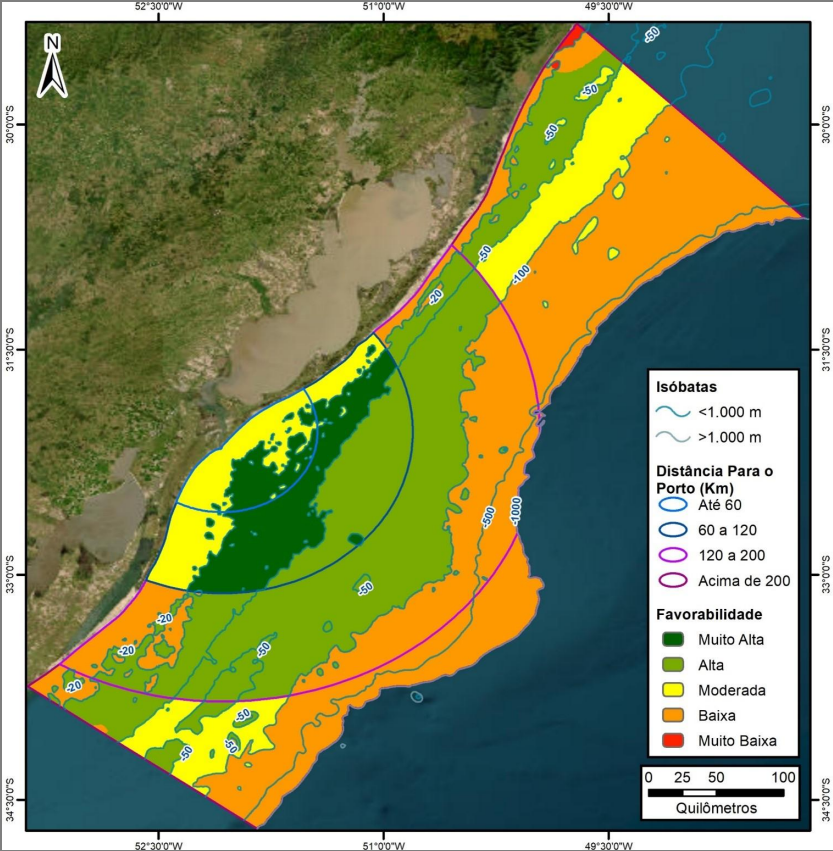 52°30'0"W 51°0'0"W 49°30'0"W
N
-50
-50
30°0'0"S 30°0'0"S
-50
-50
-100
-20
31°30'0"S 31°30'0"S
Isóbatas
<1.000 m
>1.000 m
Distância Para o
Porto (Km)
Até 60
60 a 120
120 a 200
Acima de 200
-500
-1000
33°0'0"S 33°0'0"S
-50
-20
-20
-50
-20
-50
-50
-50
Favorabilidade
Muito Alta
Alta
Moderada
Baixa
Muito Baixa
0 25 50 100
Quilômetros
34°30'0"S 34°30'0"S
52°30'0"W 51°0'0"W 49°30'0"W